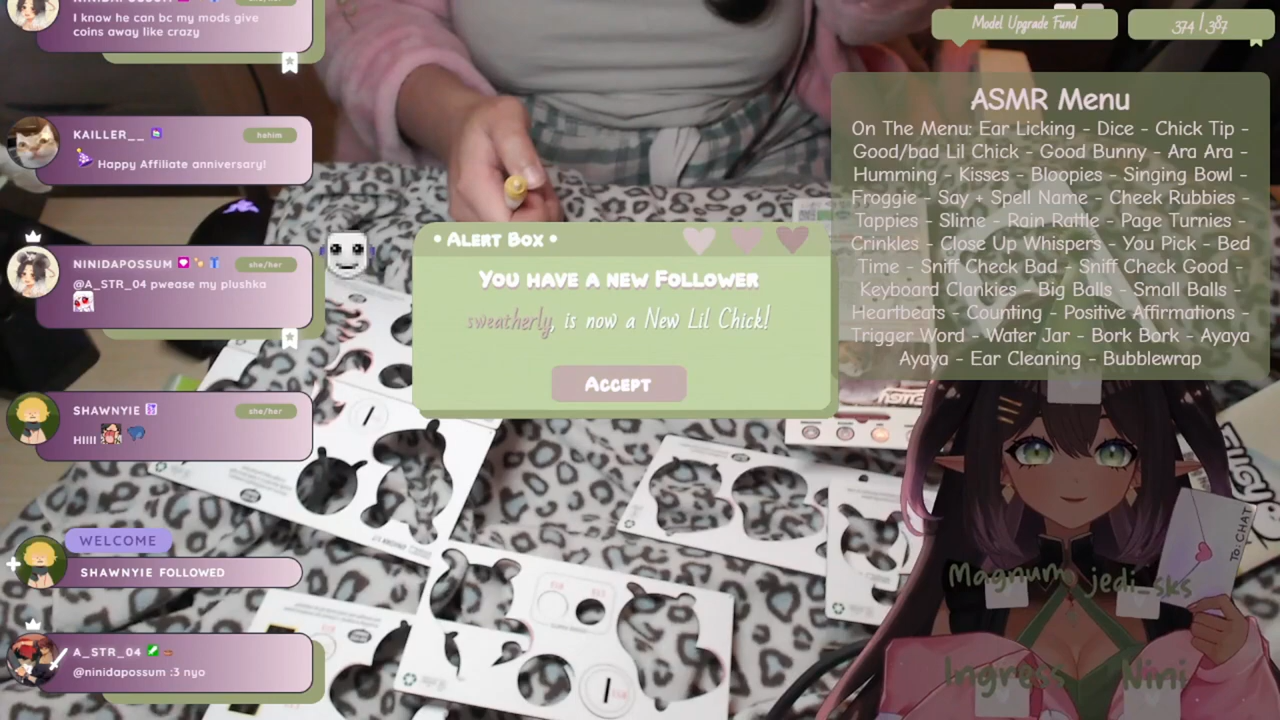 NINIDAPOSSUM
she/her
I know he can bc my mods give
coins away like crazy
KAILLER__
hehim
Happy Affiliate anniversary!
NINIDAPOSSUM
she/her
@A_STR_04 pwease my plushka
SHAWNYIE
she/her
HIIII
WELCOME
SHAWNYIE FOLLOWED
A_STR_04
@ninidapossum :3 nyo
• Alert Box •
You have a new Follower
sweatherly, is now a New Lil Chick!
Accept
Model Upgrade Fund
374 / 387
ASMR Menu
On The Menu: Ear Licking - Dice - Chick Tip -
Good/bad Lil Chick - Good Bunny - Ara Ara -
Humming - Kisses - Bloopies - Singing Bowl -
Froggie - Say + Spell Name - Cheek Rubbies -
Tappies - Slime - Rain Rattle - Page Turnies -
Crinkles - Close Up Whispers - You Pick - Bed
Time - Sniff Check Bad - Sniff Check Good -
Keyboard Clankies - Big Balls - Small Balls -
Heartbeats - Counting - Positive Affirmations -
Trigger Word - Water Jar - Bork Bork - Ayaya
Ayaya - Ear Cleaning - Bubblewrap
TO: CHAT
Magnum
jedi_sks
Ingress
Nini